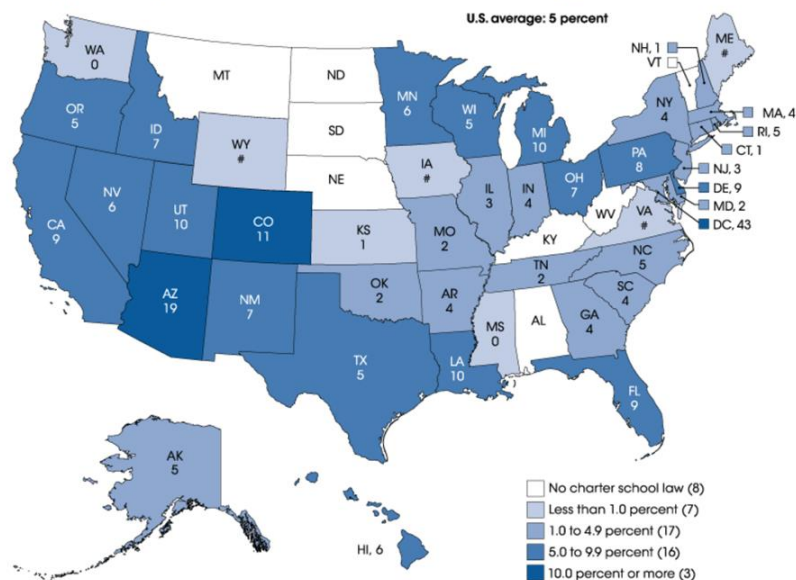 U.S. average: 5 percent
WA
0
MT
ND
OR
5
ID
7
WY
#
SD
MN
6
WI
5
MI
10
NE
IA
#
CA
9
NV
6
UT
10
CO
11
KS
1
MO
2
IL
3
IN
4
OH
7
PA
8
NY
4
ME
#
NH, 1
VT
MA, 4
RI, 5
CT, 1
NJ, 3
DE, 9
MD, 2
DC, 43
WV
VA
#
KY
TN
2
NC
5
SC
4
AZ
19
NM
7
OK
2
AR
4
MS
0
AL
GA
4
TX
5
LA
10
FL
9
AK
5
HI, 6
No charter school law (8)
Less than 1.0 percent (7)
1.0 to 4.9 percent (17)
5.0 to 9.9 percent (16)
10.0 percent or more (3)